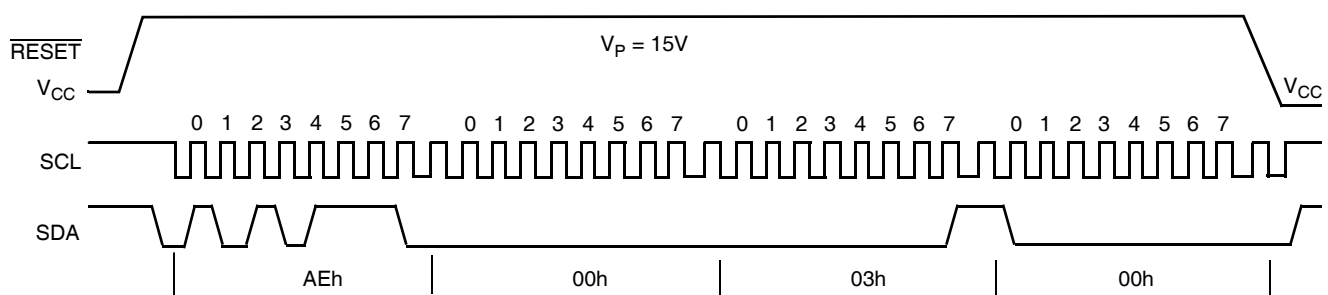 RESET
V_P = 15V
V_CC
V_CC
0 1 2 3 4 5 6 7 0 1 2 3 4 5 6 7 0 1 2 3 4 5 6 7 0 1 2 3 4 5 6 7
SCL
SDA
AEh 00h 03h 00h